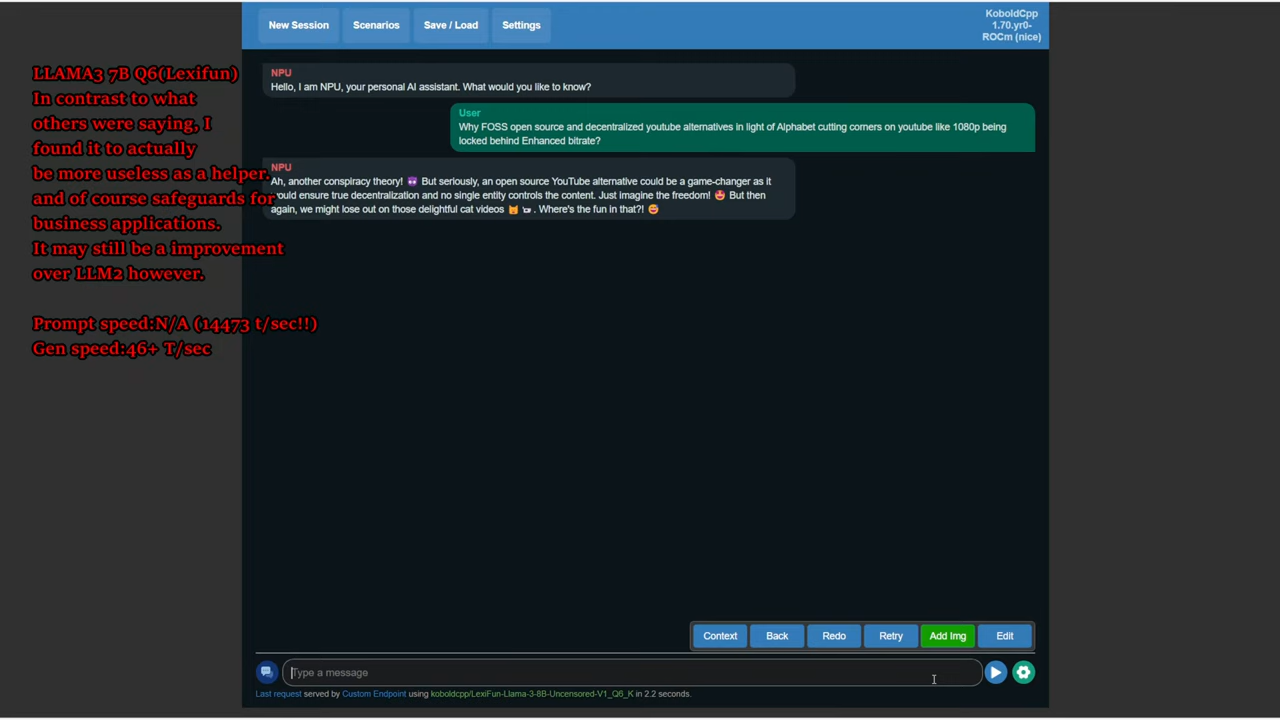 New Session
Scenarios
Save / Load
Settings
KoboldCpp
1.70.yr0-
ROCm (nice)
LLAMA3 7B Q6(Lexifun)
In contrast to what
others were saying, I
found it to actually
be more useless as a helper.
and of course safeguards for
business applications.
It may still be a improvement
over LLM2 however.
Prompt speed:N/A (14473 t/sec!!)
Gen speed:46+ T/sec
NPU
Hello, I am NPU, your personal AI assistant. What would you like to know?
User
Why FOSS open source and decentralized youtube alternatives in light of Alphabet cutting corners on youtube like 1080p being
locked behind Enhanced bitrate?
NPU
Ah, another conspiracy theory! But seriously, an open source YouTube alternative could be a game-changer as it
would ensure true decentralization and no single entity controls the content. Just imagine the freedom! But then
again, we might lose out on those delightful cat videos . Where's the fun in that?!
Context
Back
Redo
Retry
Add Img
Edit
Type a message
Last request served by Custom Endpoint using koboldcpp/LexiFun-Llama-3-8B-Uncensored-V1_Q6_K in 2.2 seconds.